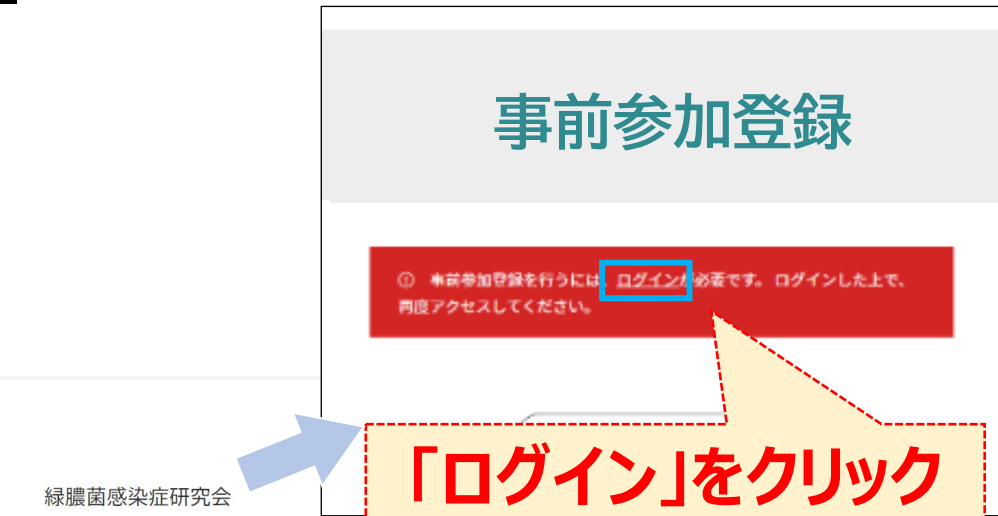 事前参加登録
① 事前参加登録を行うには、ログインが必要です。 ログインした上で、
再度アクセスしてください。
「ログイン」をクリック
緑膿菌感染症研究会